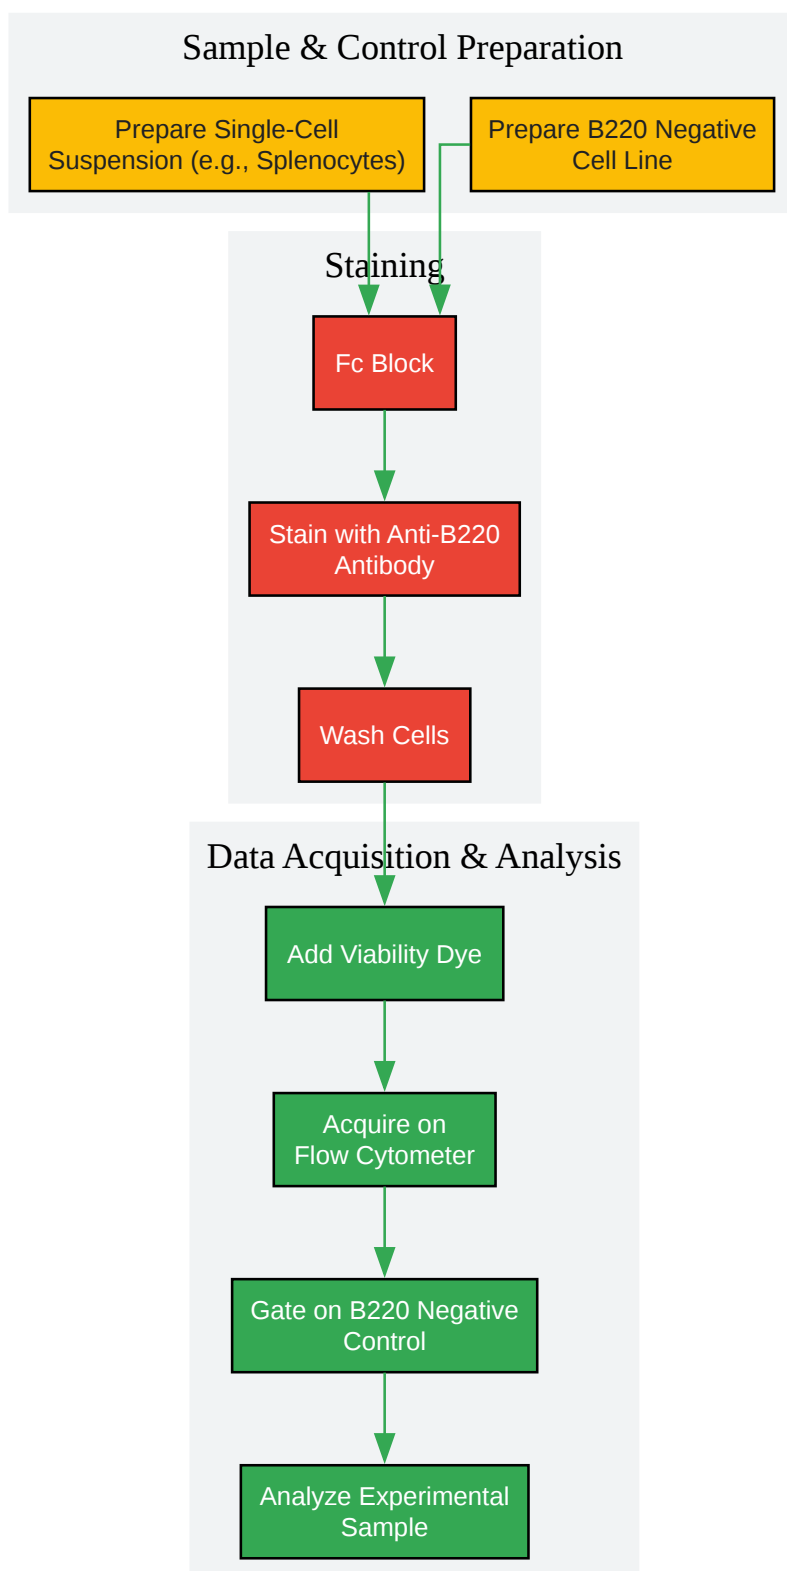 Sample & Control Preparation
Prepare Single-Cell
Suspension (e.g., Splenocytes)
Prepare B220 Negative
Cell Line
Staining
Fc Block
Stain with Anti-B220
Antibody
Wash Cells
Data Acquisition & Analysis
Add Viability Dye
Acquire on
Flow Cytometer
Gate on B220 Negative
Control
Analyze Experimental
Sample